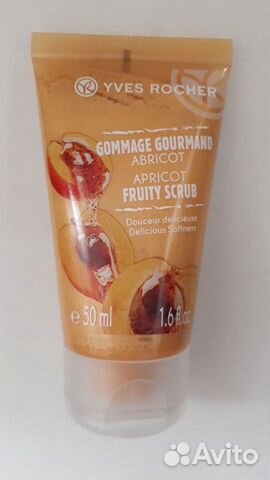 YVES ROCHER
GOMMAGE GOURMAND
ABRICOT
APRICOT
FRUITY SCRUB
Douceur délicieuse
Delicious Softness
℮ 50 ml
1.6 fl.oz
Avito